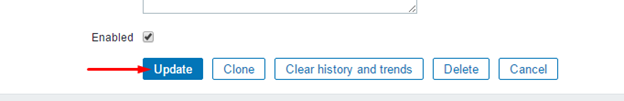 Enabled
Update Clone Clear history and trends Delete Cancel